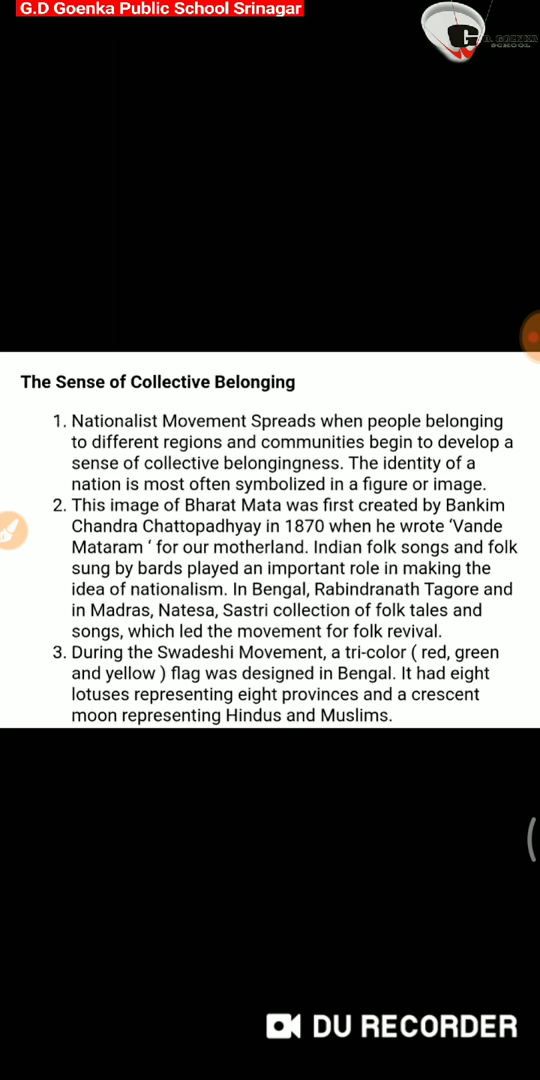 G.D Goenka Public School Srinagar
G
D. GOENKA
SCHOOL
The Sense of Collective Belonging
1. Nationalist Movement Spreads when people belonging
to different regions and communities begin to develop a
sense of collective belongingness. The identity of a
nation is most often symbolized in a figure or image.
2. This image of Bharat Mata was first created by Bankim
Chandra Chattopadhyay in 1870 when he wrote ‘Vande
Mataram ’ for our motherland. Indian folk songs and folk
sung by bards played an important role in making the
idea of nationalism. In Bengal, Rabindranath Tagore and
in Madras, Natesa, Sastri collection of folk tales and
songs, which led the movement for folk revival.
3. During the Swadeshi Movement, a tri-color ( red, green
and yellow ) flag was designed in Bengal. It had eight
lotuses representing eight provinces and a crescent
moon representing Hindus and Muslims.
DU RECORDER